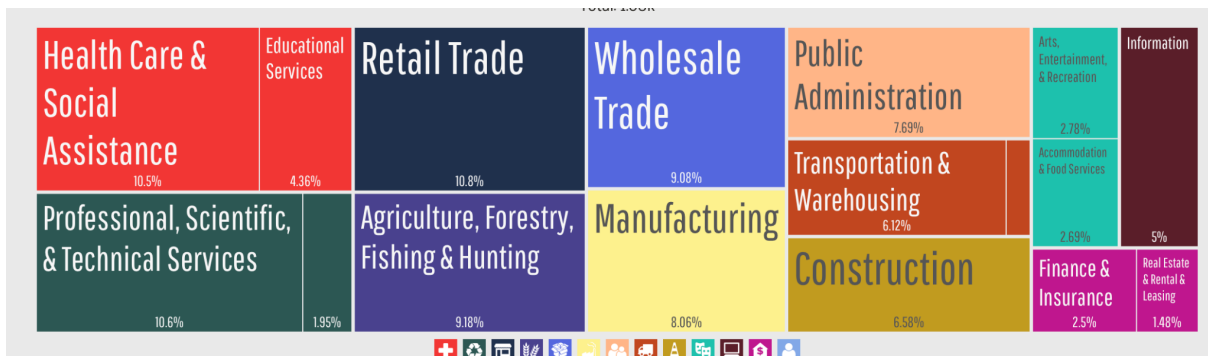 Health Care &
Social
Assistance
10.5%
Educational
Services
4.36%
Retail Trade
10.8%
Wholesale
Trade
9.08%
Public
Administration
7.69%
Arts,
Entertainment,
& Recreation
2.78%
Information
5%
Professional, Scientific,
& Technical Services
10.6%
1.95%
Agriculture, Forestry,
Fishing & Hunting
9.18%
Manufacturing
8.06%
Transportation &
Warehousing
6.12%
Construction
6.58%
Accommodation
& Food Services
2.69%
Finance &
Insurance
2.5%
Real Estate
& Rental &
Leasing
1.48%